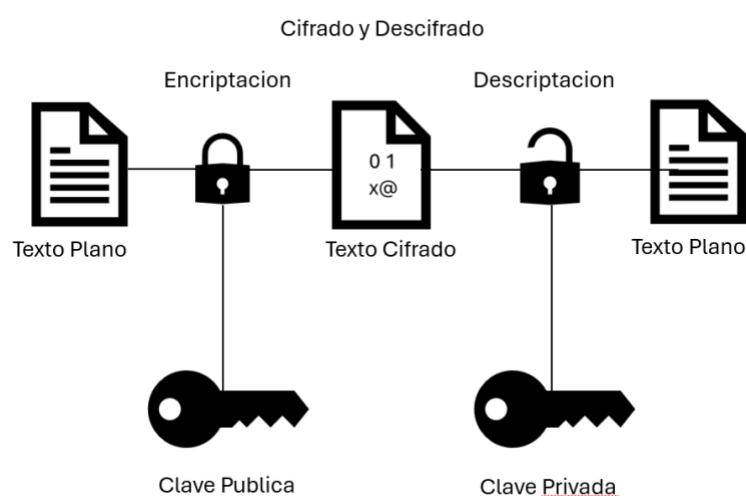 Cifrado y Descifrado
Encriptacion
Descriptacion
0 1
x@
Texto Plano
Texto Cifrado
Texto Plano
Clave Publica
Clave Privada